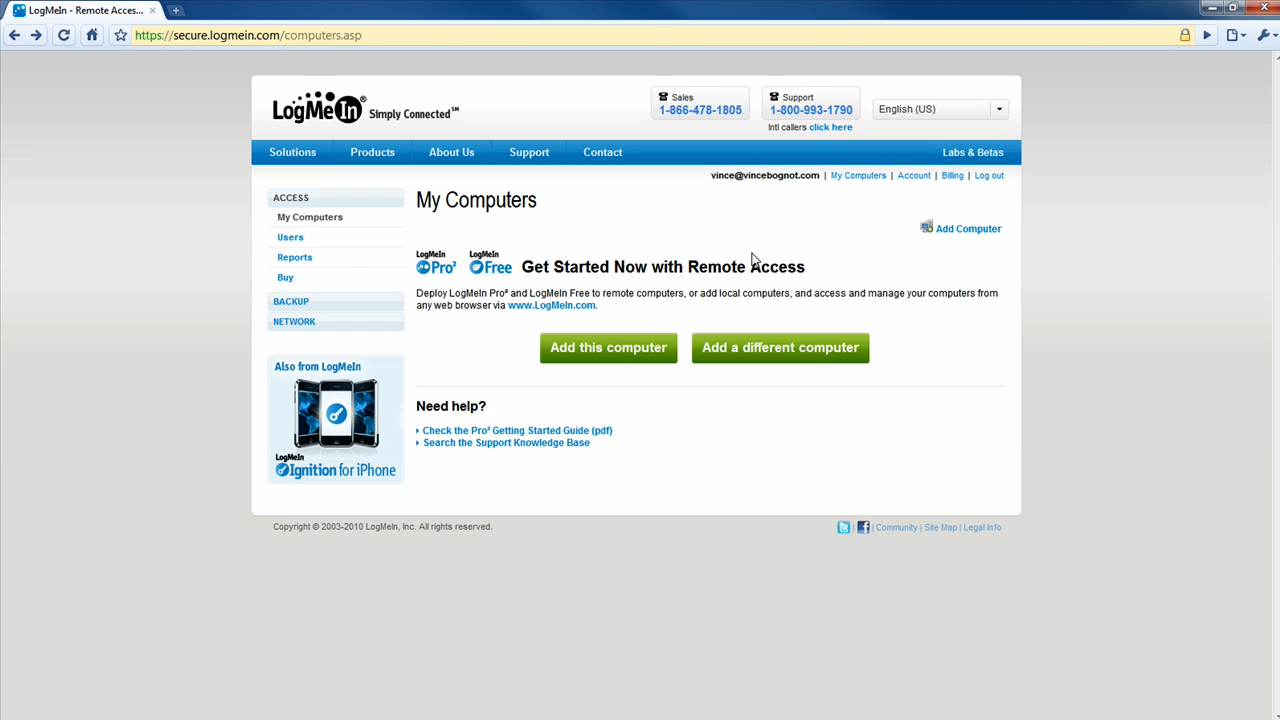 LogMeIn - Remote Acces...
https://secure.logmein.com/computers.asp
LogMeIn® Simply Connected℠
Sales
1-866-478-1805
Support
1-800-993-1790
Intl callers click here
English (US)
Solutions
Products
About Us
Support
Contact
Labs & Betas
vince@vincebognot.com | My Computers | Account | Billing | Log out
ACCESS
My Computers
Users
Reports
Buy
BACKUP
NETWORK
Also from LogMeIn
LogMeIn
Ignition for iPhone
My Computers
Add Computer
LogMeIn
Pro²
LogMeIn
Free
Get Started Now with Remote Access
Deploy LogMeIn Pro² and LogMeIn Free to remote computers, or add local computers, and access and manage your computers from
any web browser via www.LogMeIn.com.
Add this computer
Add a different computer
Need help?
Check the Pro² Getting Started Guide (pdf)
Search the Support Knowledge Base
Copyright © 2003-2010 LogMeIn, Inc. All rights reserved.
| Community | Site Map | Legal Info